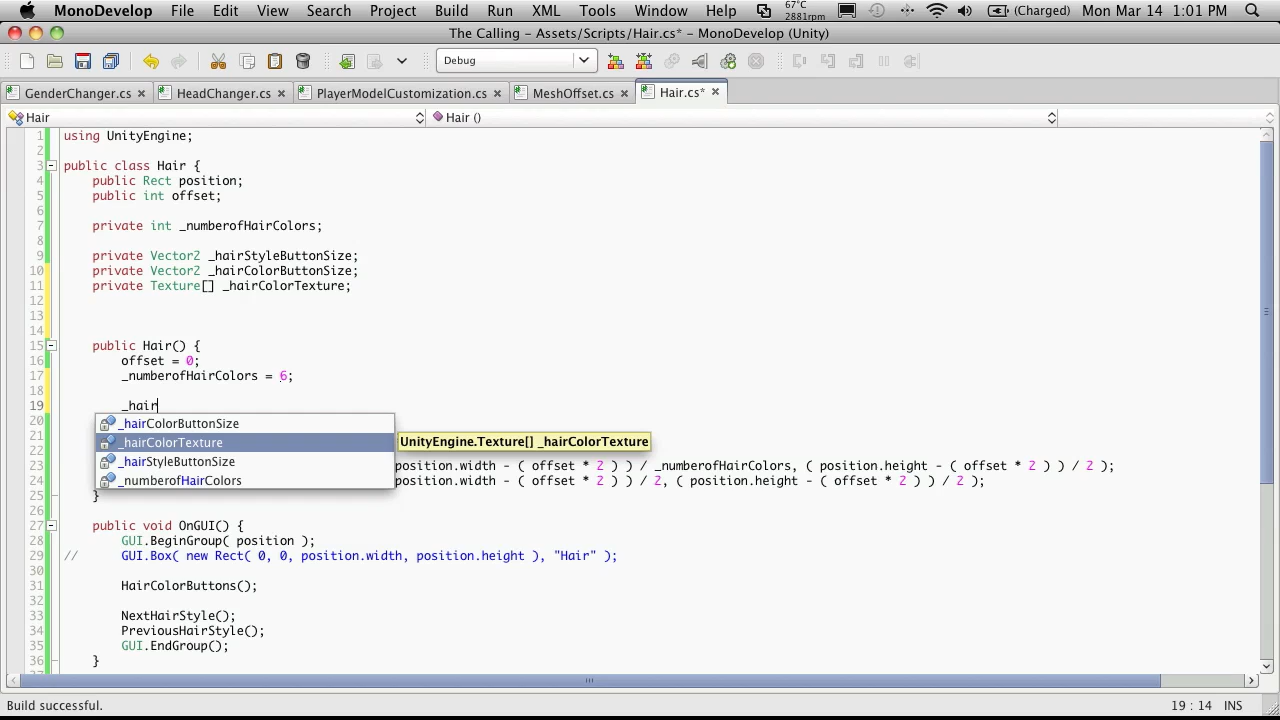 MonoDevelop File Edit View Search Project Build Run XML Tools Window Help 67°C 2881rpm (Charged) Mon Mar 14 1:01 PM
The Calling - Assets/Scripts/Hair.cs* - MonoDevelop (Unity)
Debug
GenderChanger.cs HeadChanger.cs PlayerModelCustomization.cs MeshOffset.cs Hair.cs*
Hair Hair ()
1 using UnityEngine;
2
3 public class Hair {
4 public Rect position;
5 public int offset;
6
7 private int _numberofHairColors;
8
9 private Vector2 _hairStyleButtonSize;
10 private Vector2 _hairColorButtonSize;
11 private Texture[] _hairColorTexture;
12
13
14
15 public Hair() {
16 offset = 0;
17 _numberofHairColors = 6;
18
19 _hair
20 _hairColorButtonSize
21 _hairColorTexture UnityEngine.Texture[] _hairColorTexture
22 _hairStyleButtonSize
23 position.width - ( offset * 2 ) ) / _numberofHairColors, ( position.height - ( offset * 2 ) ) / 2 );
24 _numberofHairColors position.width - ( offset * 2 ) ) / 2, ( position.height - ( offset * 2 ) ) / 2 );
25 }
26
27 public void OnGUI() {
28 GUI.BeginGroup( position );
29 // GUI.Box( new Rect( 0, 0, position.width, position.height ), "Hair" );
30
31 HairColorButtons();
32
33 NextHairStyle();
34 PreviousHairStyle();
35 GUI.EndGroup();
36 }
Build successful. 19 : 14 INS